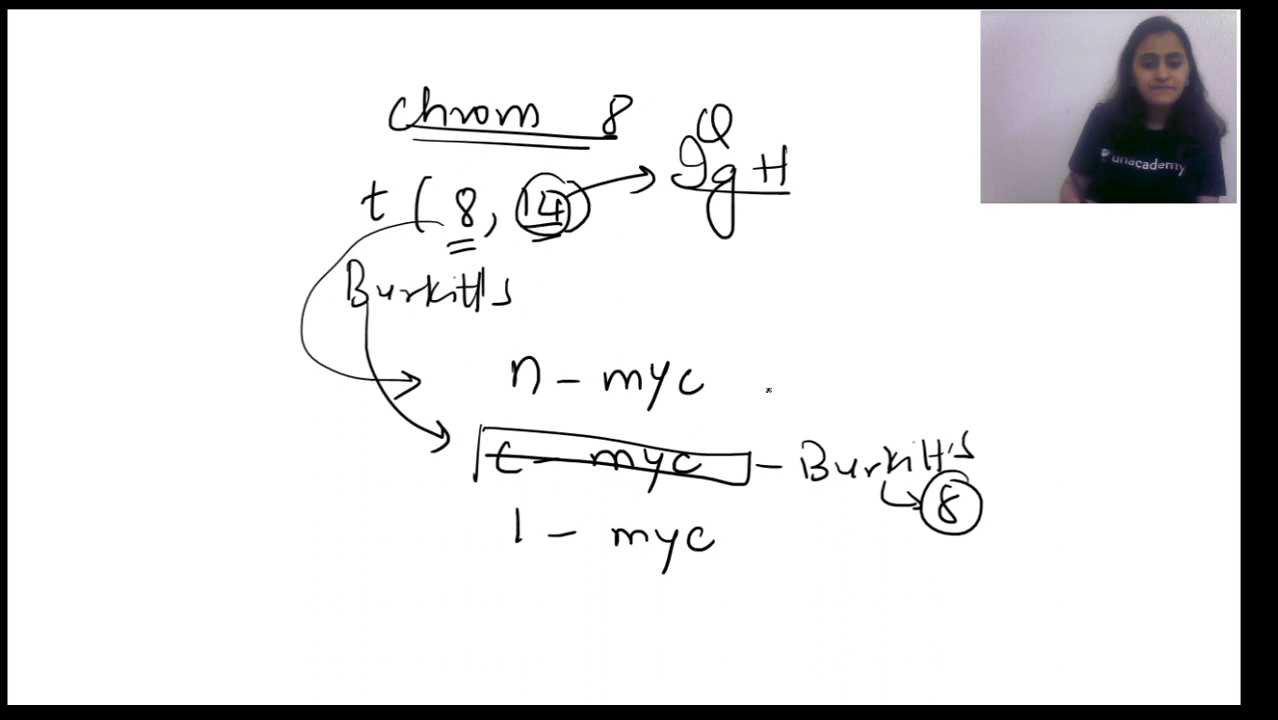 Chrom 8
t ( 8, 14) → IgH
Burkitt's
n - myc
c - myc - Burkitt's
8
l - myc
unacademy